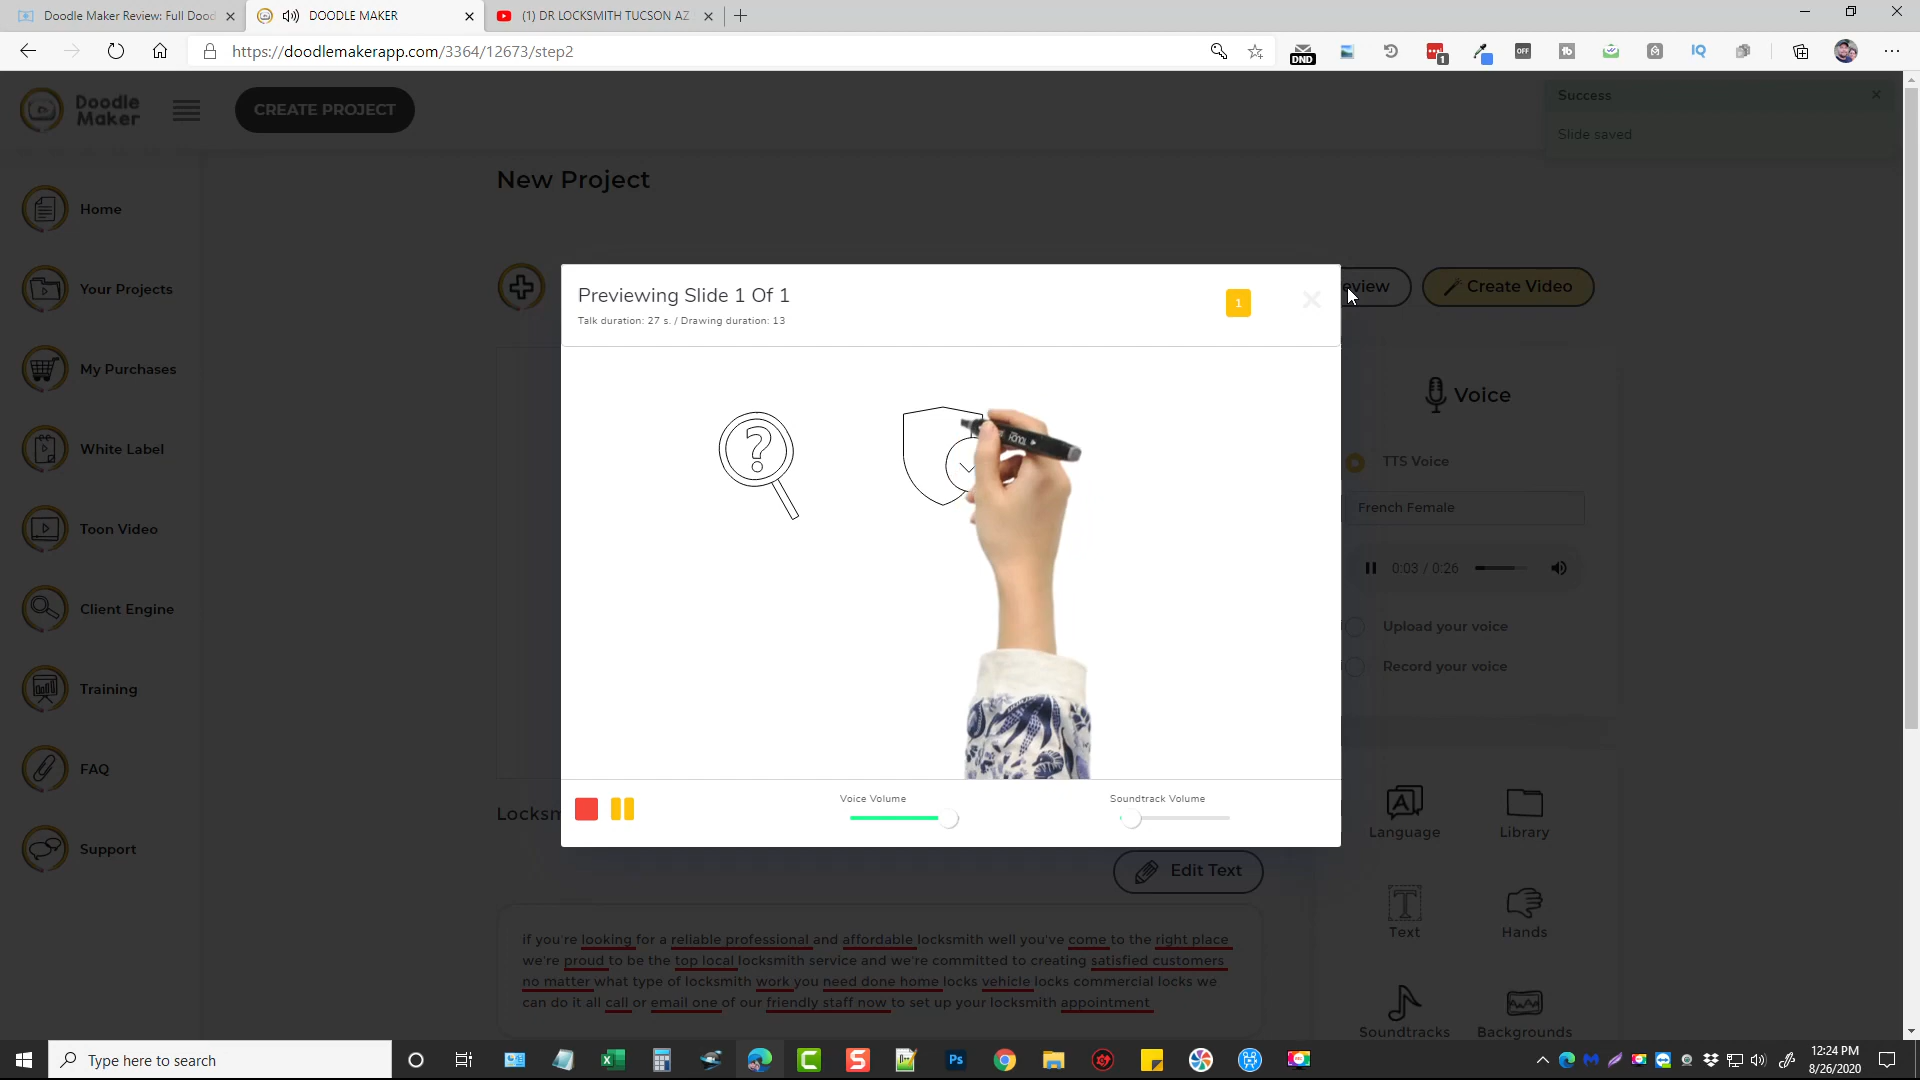 Doodle Maker Review: Full Dood
DOODLE MAKER
(1) DR LOCKSMITH TUCSON AZ
https://doodlemakerapp.com/3364/12673/step2
DND
1
OFF
IQ
Doodle
Maker
CREATE PROJECT
Success
Slide saved
New Project
Home
Your Projects
My Purchases
White Label
Toon Video
Client Engine
Training
FAQ
Support
Previewing Slide 1 Of 1
Talk duration: 27 s. / Drawing duration: 13
1
eview
Create Video
?
TOUCH
Voice
TTS Voice
French Female
0:03 / 0:26
Upload your voice
Record your voice
Voice Volume
Soundtrack Volume
Locksm
Edit Text
Language
Library
Text
Hands
Soundtracks
Backgrounds
if you're looking for a reliable professional and affordable locksmith well you've come to the right place
we're proud to be the top local locksmith service and we're committed to creating satisfied customers
no matter what type of locksmith work you need done home locks vehicle locks commercial locks we
can do it all call or email one of our friendly staff now to set up your locksmith appointment
Type here to search
Ps
12:24 PM
8/26/2020